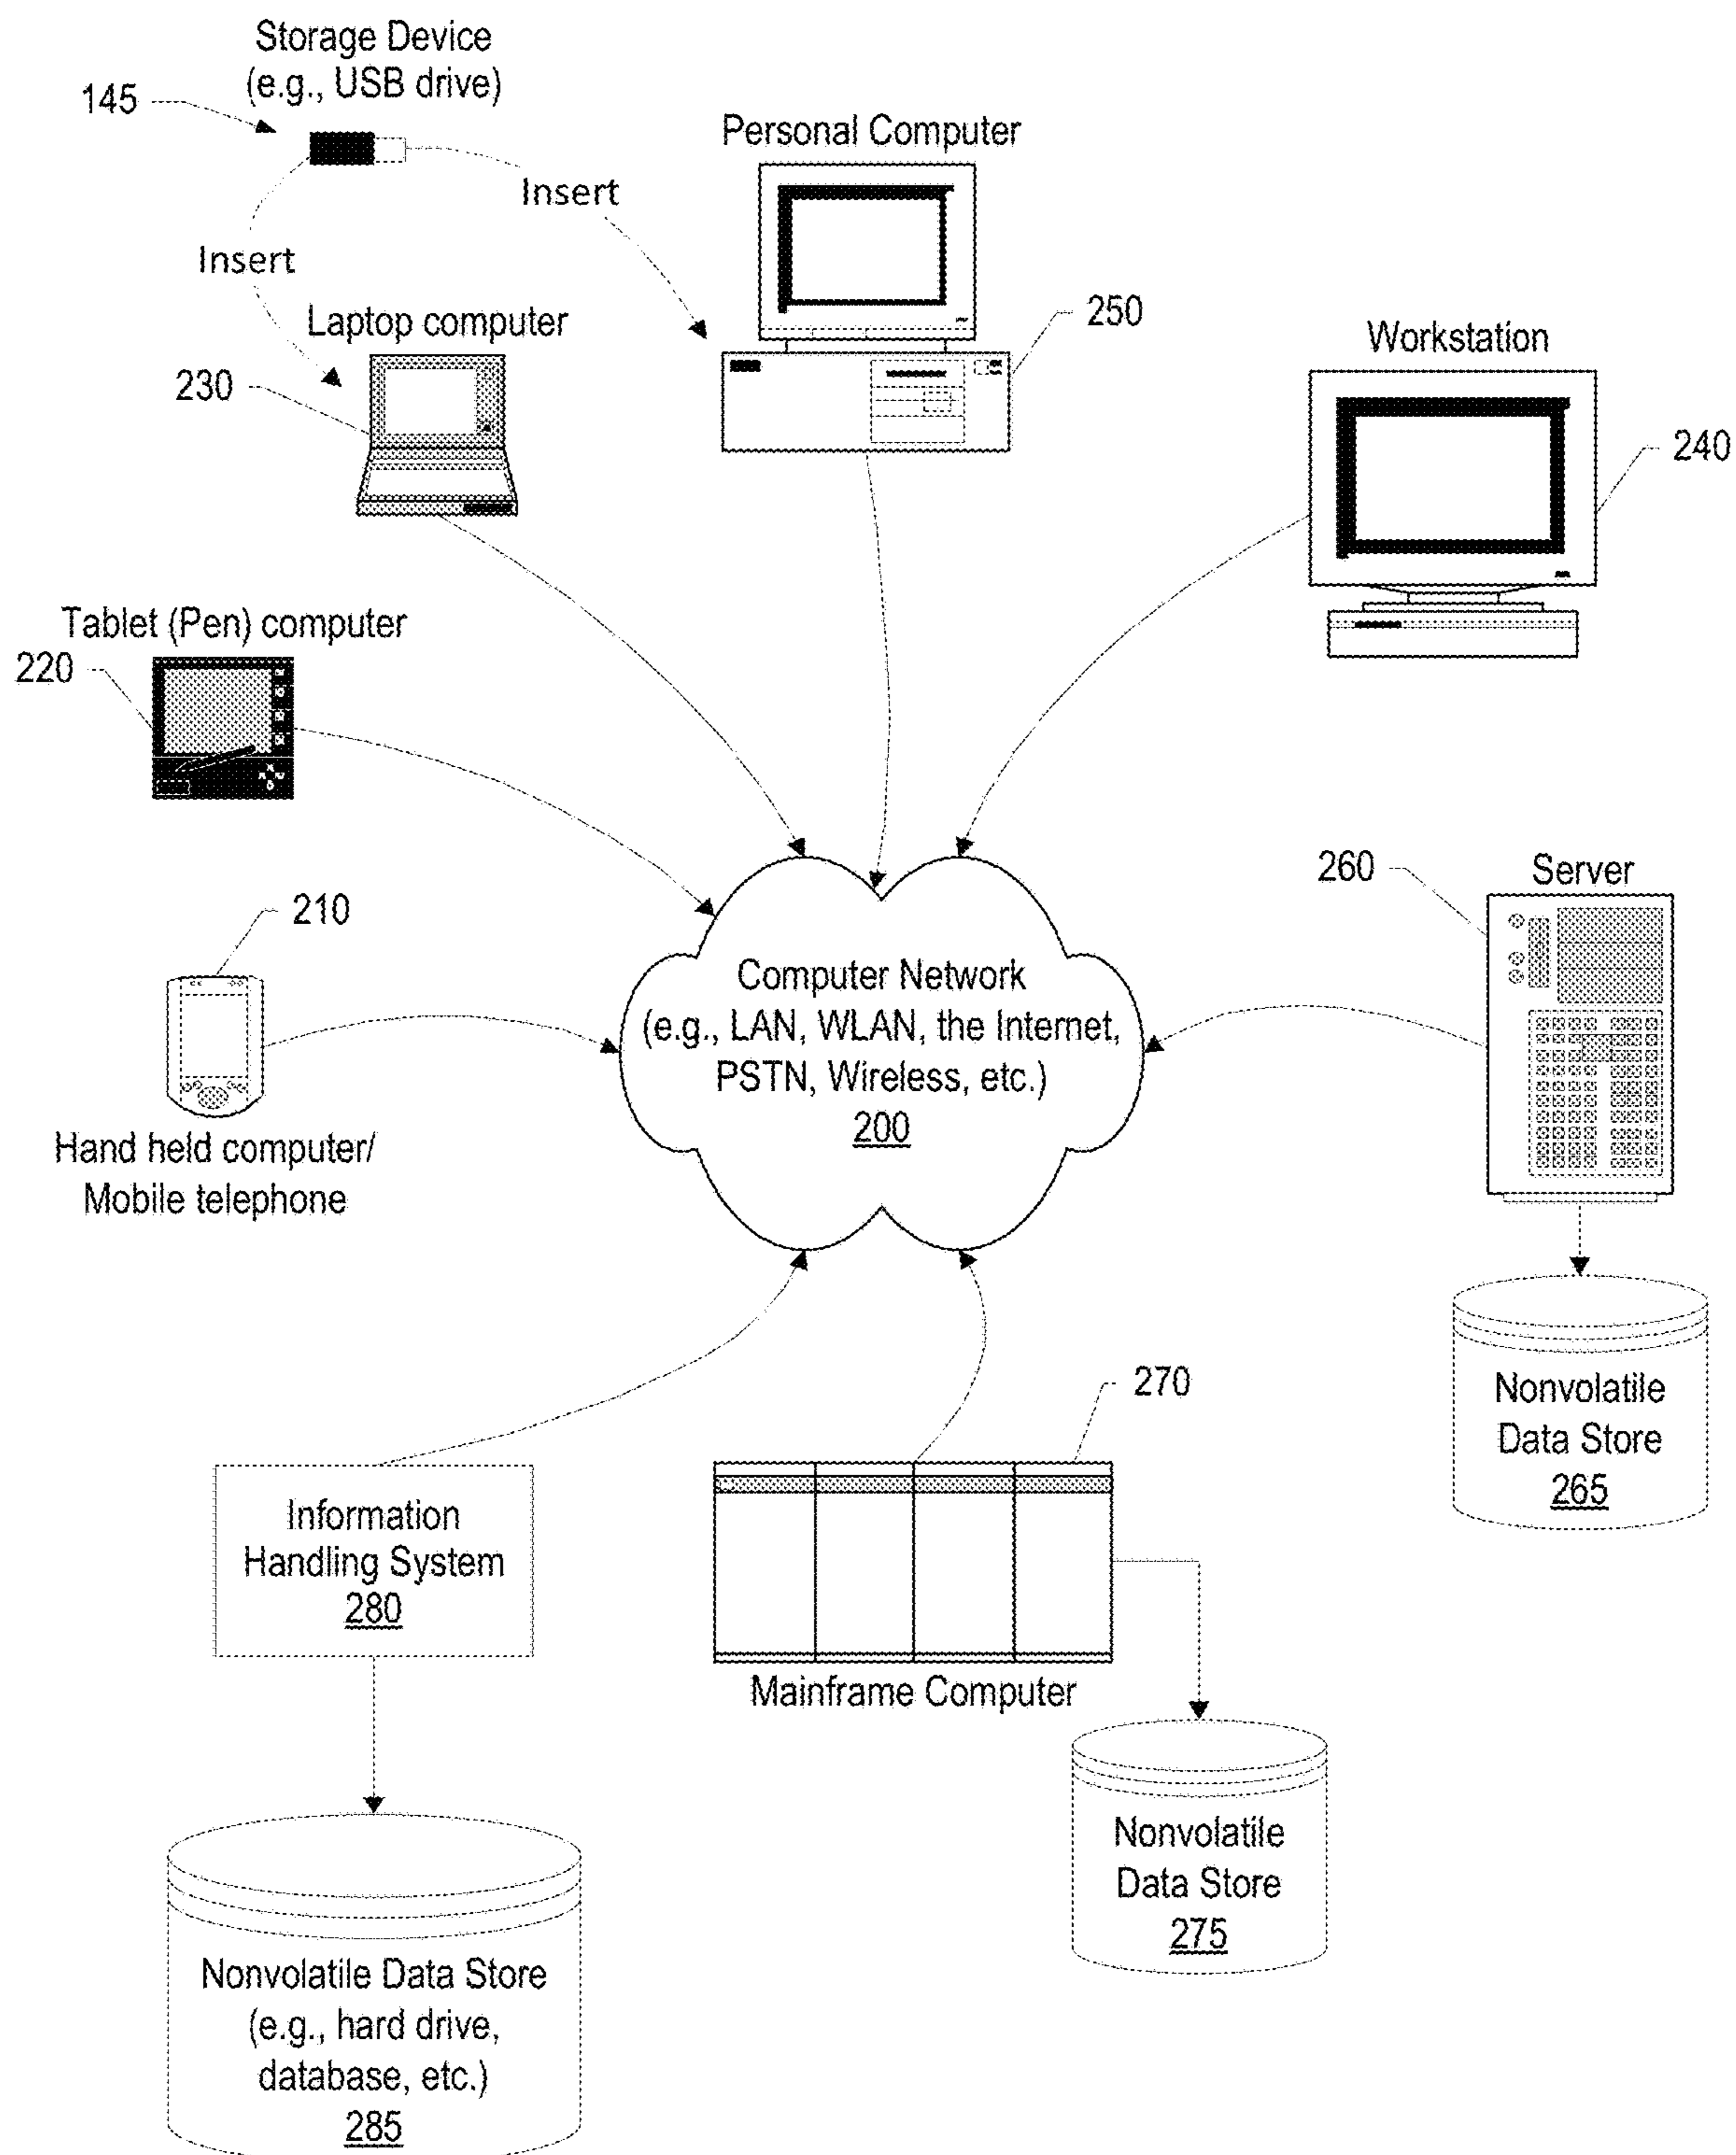 Storage Device
(e.g., USB drive)
145
Insert
Insert
Personal Computer
250
Laptop computer
230
Workstation
240
Tablet (Pen) computer
220
210
Hand held computer/
Mobile telephone
Computer Network
(e.g., LAN, WLAN, the Internet,
PSTN, Wireless, etc.)
200
260
Server
Nonvolatile
Data Store
265
270
Mainframe Computer
Nonvolatile
Data Store
275
Information
Handling System
280
Nonvolatile Data Store
(e.g., hard drive,
database, etc.)
285